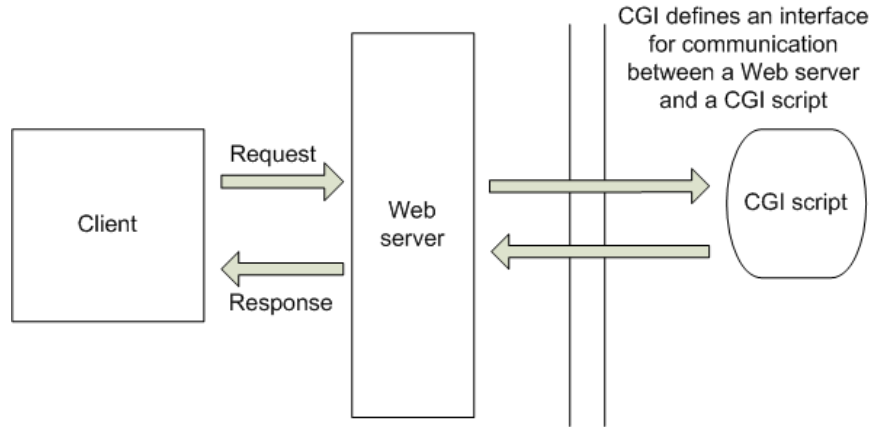 CGI defines an interface
for communication
between a Web server
and a CGI script
Request
Client
Web
server
CGI script
Response